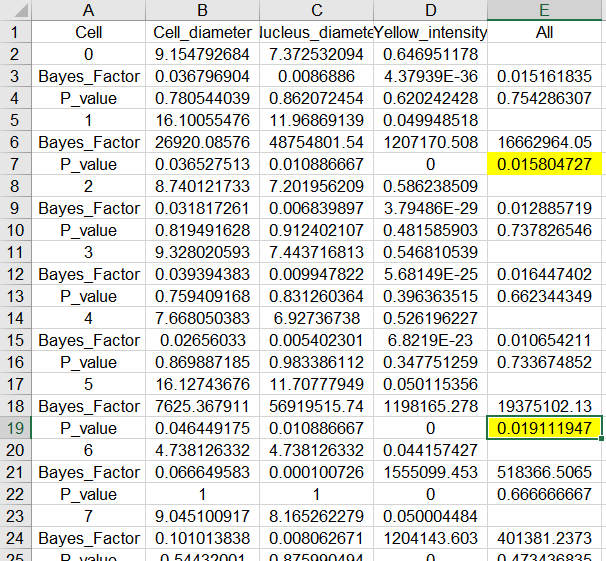 A B C D E
1 Cell Cell_diameter Nucleus_diamete Yellow_intensity All
2 0 9.154792684 7.372532094 0.646951178
3 Bayes_Factor 0.036796904 0.0086886 4.37939E-36 0.015161835
4 P_value 0.780544039 0.862072454 0.620242428 0.754286307
5 1 16.10055476 11.96869139 0.049948518
6 Bayes_Factor 26920.08576 48754801.54 1207170.508 16662964.05
7 P_value 0.036527513 0.010886667 0 0.015804727
8 2 8.740121733 7.201956209 0.586238509
9 Bayes_Factor 0.031817261 0.006839897 3.79486E-29 0.012885719
10 P_value 0.819491628 0.912402107 0.481585903 0.737826546
11 3 9.328020593 7.443716813 0.546810539
12 Bayes_Factor 0.039394383 0.009947822 5.68149E-25 0.016447402
13 P_value 0.759409168 0.831260364 0.396363515 0.662344349
14 4 7.668050383 6.92736738 0.526196227
15 Bayes_Factor 0.02656033 0.005402301 6.8219E-23 0.010654211
16 P_value 0.869887185 0.983386112 0.347751259 0.733674852
17 5 16.12743676 11.70777949 0.050115356
18 Bayes_Factor 7625.367911 56919515.74 1198165.278 19375102.13
19 P_value 0.046449175 0.010886667 0 0.019111947
20 6 4.738126332 4.738126332 0.044157427
21 Bayes_Factor 0.066649583 0.000100726 1555099.453 518366.5065
22 P_value 1 1 0 0.666666667
23 7 9.045100917 8.165262279 0.050004484
24 Bayes_Factor 0.101013838 0.008062671 1204143.603 401381.2373
25 P_value 0.54432001 0.875990494 0 0.473436835